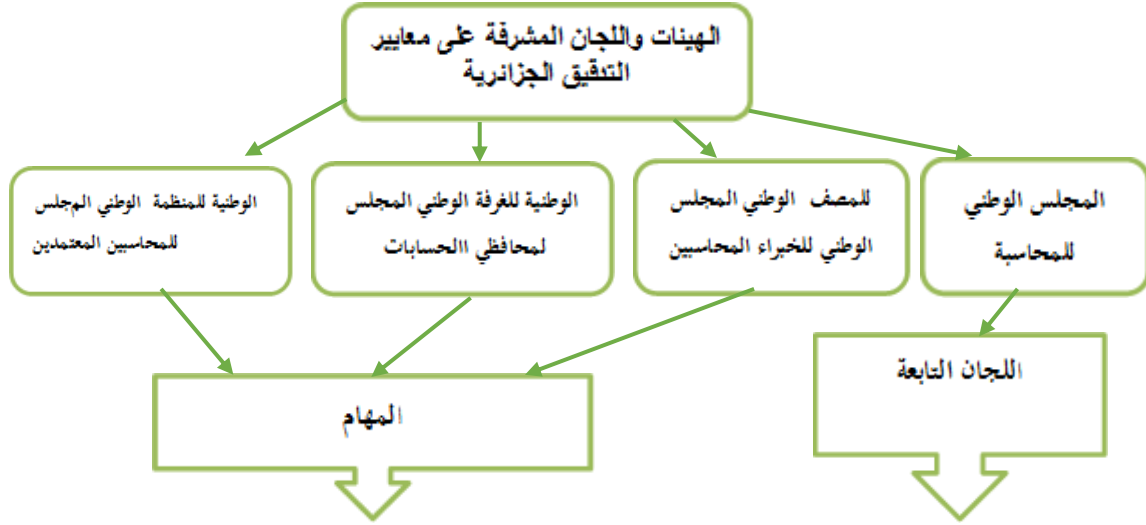 الهيئات واللجان المشرفة على معايير
التدقيق الجزائرية
المجلس الوطني
للمحاسبة
للمصف الوطني المجلس
الوطني للخبراء المحاسبين
الوطنية للغرفة الوطني المجلس
لمحافظي االحسابات
الوطنية للمنظمة الوطني المجلس
للمحاسبين المعتمدين
اللجان التابعة
المهام